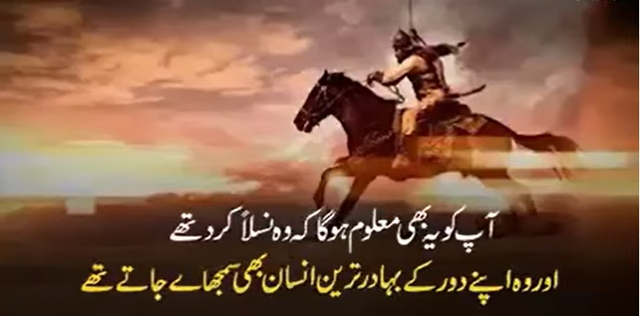 آپ کو یہ بھی معلوم ہوگا کہ وہ نسلاً کرد تھے
اور وہ اپنے دور کے بہادر ترین انسان بھی سمجھاے جاتے تھے